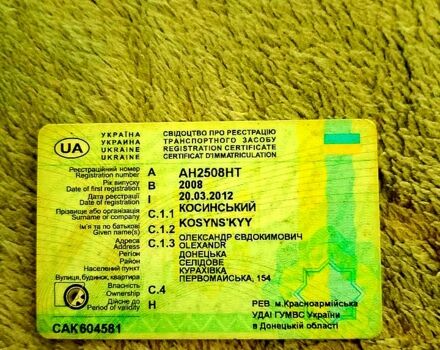 UA
УКРАЇНА
УКРАИНА
UKRAINE
UKRAINE
СВІДОЦТВО ПРО РЕЄСТРАЦІЮ
ТРАНСПОРТНОГО ЗАСОБУ
REGISTRATION CERTIFICATE
CERTIFICAT D'IMMATRICULATION
Реєстраційний номер
Registration number
A AH2508HT
Рік випуску
Date of first registration
B 2008
Дата реєстрації
Date of registration
I 20.03.2012
Прізвище або організація
Surname or company
C.1.1 КОСИНСЬКИЙ
KOSYNS'KYY
Ім'я та по батькові
Given name(s)
C.1.2 ОЛЕКСАНДР ЄВДОКИМОВИЧ
OLEXANDR
Адреса
Address
C.1.3
Регіон ДОНЕЦЬКА
Район СЕЛІДОВЕ
Населений пункт КУРАХІВКА
Вулиця, будинок, квартира ПЕРВОМАЙСЬКА, 154
Власність
Ownership
C.4
Дійсне до
Period of validity
H
РЕВ м.Красноармійська
УДАІ ГУМВС України
в Донецькій області
CAK604581